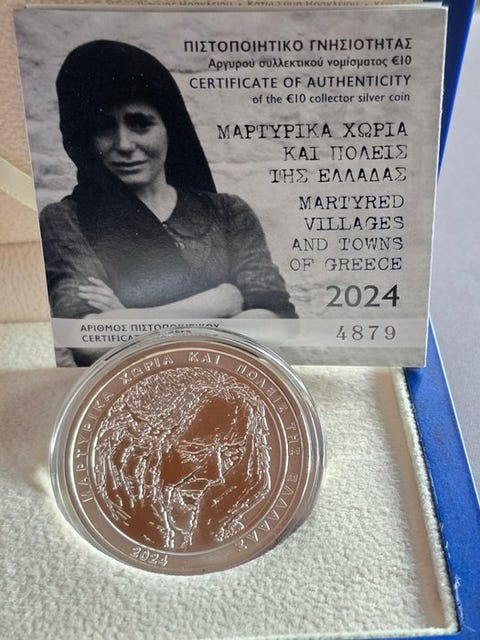 ΠΙΣΤΟΠΟΙΗΤΙΚΟ ΓΝΗΣΙΟΤΗΤΑΣ
Αργυρού συλλεκτικού νομίσματος €10
CERTIFICATE OF AUTHENTICITY
of the €10 collector silver coin
ΜΑΡΤΥΡΙΚΑ ΧΩΡΙΑ
ΚΑΙ ΠΟΛΕΙΣ
ΤΗΣ ΕΛΛΑΔΑΣ
MARTYRED
VILLAGES
AND TOWNS
OF GREECE
2024
ΑΡΙΘΜΟΣ ΠΙΣΤΟΠΟΙΗΤΙΚΟΥ
4879
ΜΑΡΤΥΡΙΚΑ ΧΩΡΙΑ ΚΑΙ ΠΟΛΕΙΣ ΤΗΣ ΕΛΛΑΔΑΣ
2024